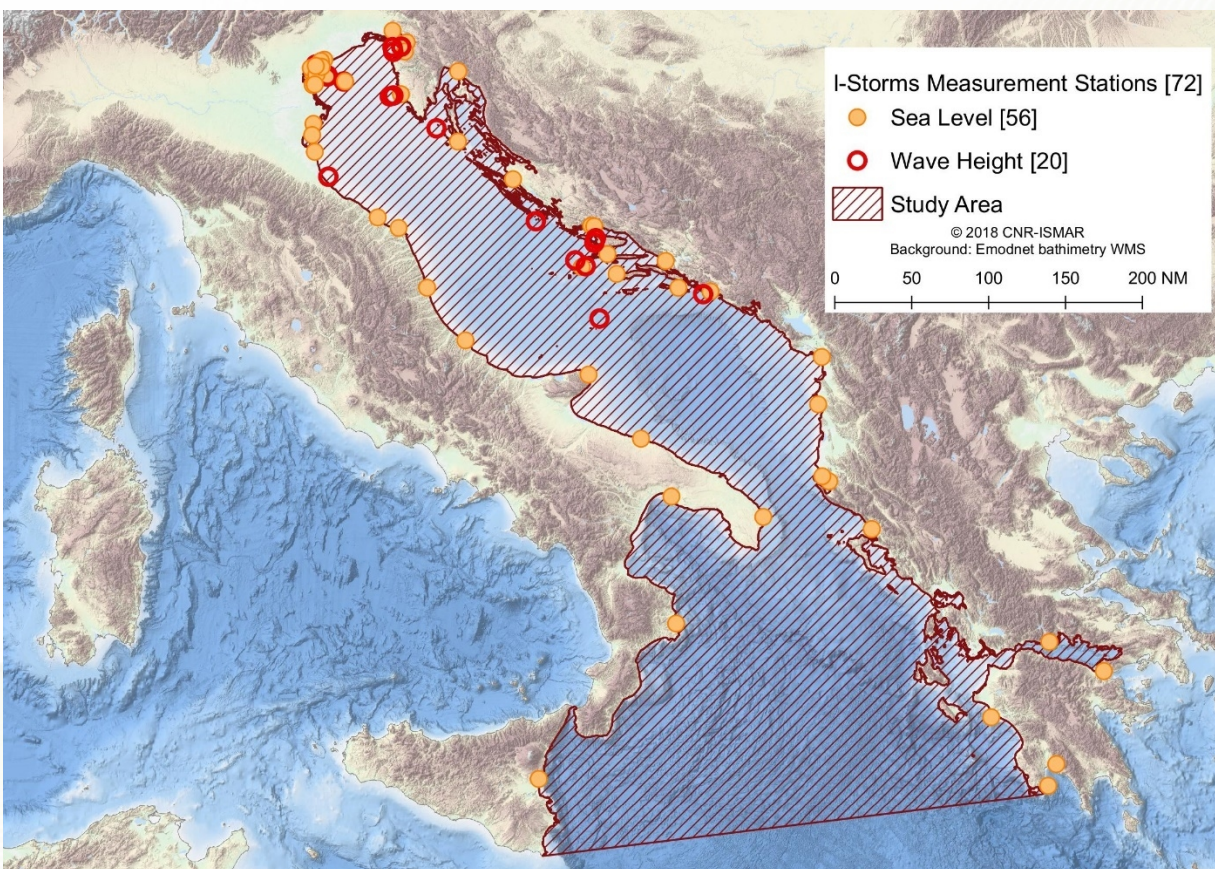 I-Storms Measurement Stations [72]
Sea Level [56]
Wave Height [20]
Study Area
© 2018 CNR-ISMAR
Background: Emodnet bathimetry WMS
0 50 100 150 200 NM